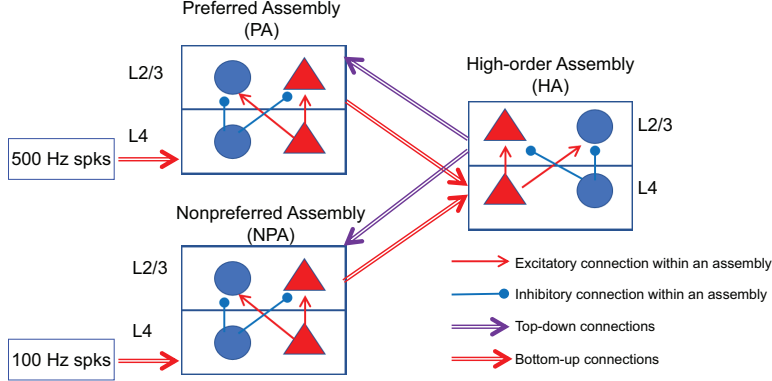 Preferred Assembly
(PA)
L2/3
L4
500 Hz spks
High-order Assembly
(HA)
L2/3
L4
Nonpreferred Assembly
(NPA)
L2/3
L4
100 Hz spks
Excitatory connection within an assembly
Inhibitory connection within an assembly
Top-down connections
Bottom-up connections